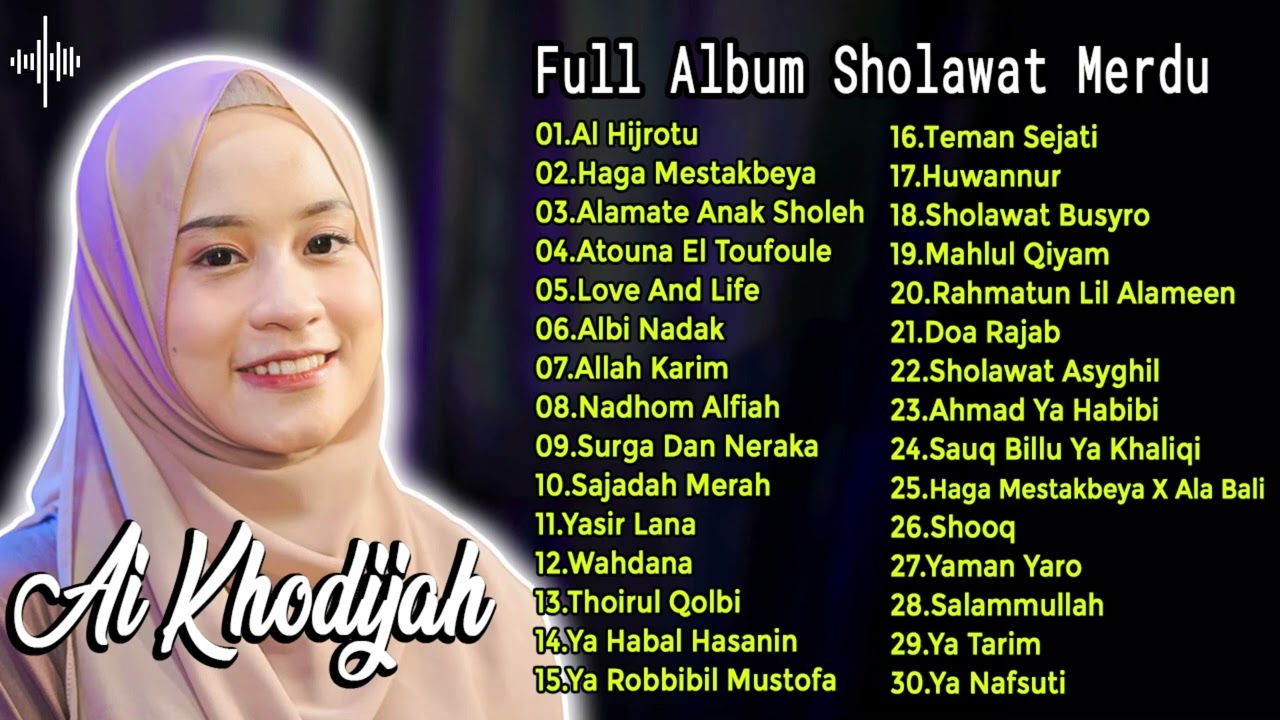 Full Album Sholawat Merdu
01.Al Hijrotu
02.Haga Mestakbeya
03.Alamate Anak Sholeh
04.Atouna El Toufoule
05.Love And Life
06.Albi Nadak
07.Allah Karim
08.Nadhom Alfiah
09.Surga Dan Neraka
10.Sajadah Merah
11.Yasir Lana
12.Wahdana
13.Thoirul Qolbi
14.Ya Habal Hasanin
15.Ya Robbibil Mustofa
16.Teman Sejati
17.Huwannur
18.Sholawat Busyro
19.Mahlul Qiyam
20.Rahmatun Lil Alameen
21.Doa Rajab
22.Sholawat Asyghil
23.Ahmad Ya Habibi
24.Sauq Billu Ya Khaliqi
25.Haga Mestakbeya X Ala Bali
26.Shooq
27.Yaman Yaro
28.Salammullah
29.Ya Tarim
30.Ya Nafsuti
Ai Khodijah